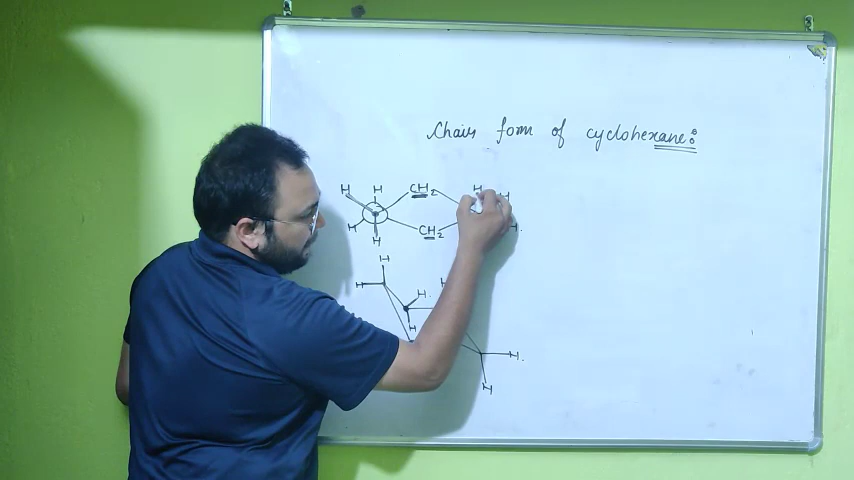 Chair form of cyclohexane:
H H CH2 H H
H H CH2 H
H
H H
H
H H
H